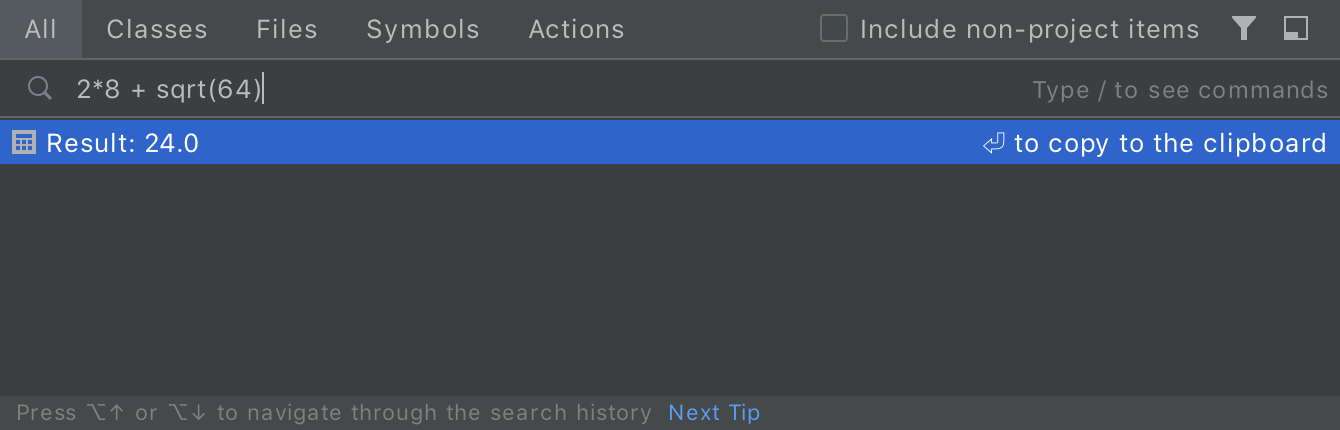 All Classes Files Symbols Actions Include non-project items
2*8 + sqrt(64) Type / to see commands
Result: 24.0 ⏎ to copy to the clipboard
Press ⌥↑ or ⌥↓ to navigate through the search history Next Tip